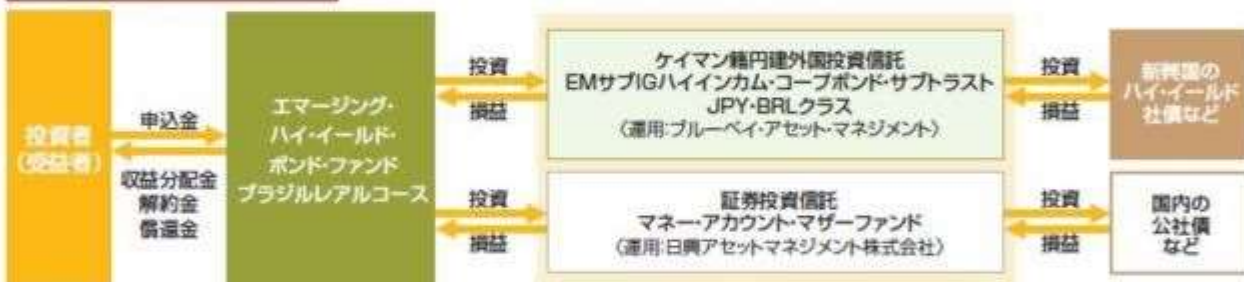 投資者
(受益者)
申込金
収益分配金
解約金
償還金
エマージング・
ハイ・イールド・
ボンド・ファンド
ブラジルレアルコース
投資
損益
ケイマン籍円建外国投資信託
EMサブIGハイインカム・コープボンド・サブトラスト
JPY・BRLクラス
(運用:ブルーベイ・アセット・マネジメント)
投資
損益
新興国の
ハイ・イールド
社債など
投資
損益
証券投資信託
マネー・アカウント・マザーファンド
(運用:日興アセットマネジメント株式会社)
投資
損益
国内の
公社債
など